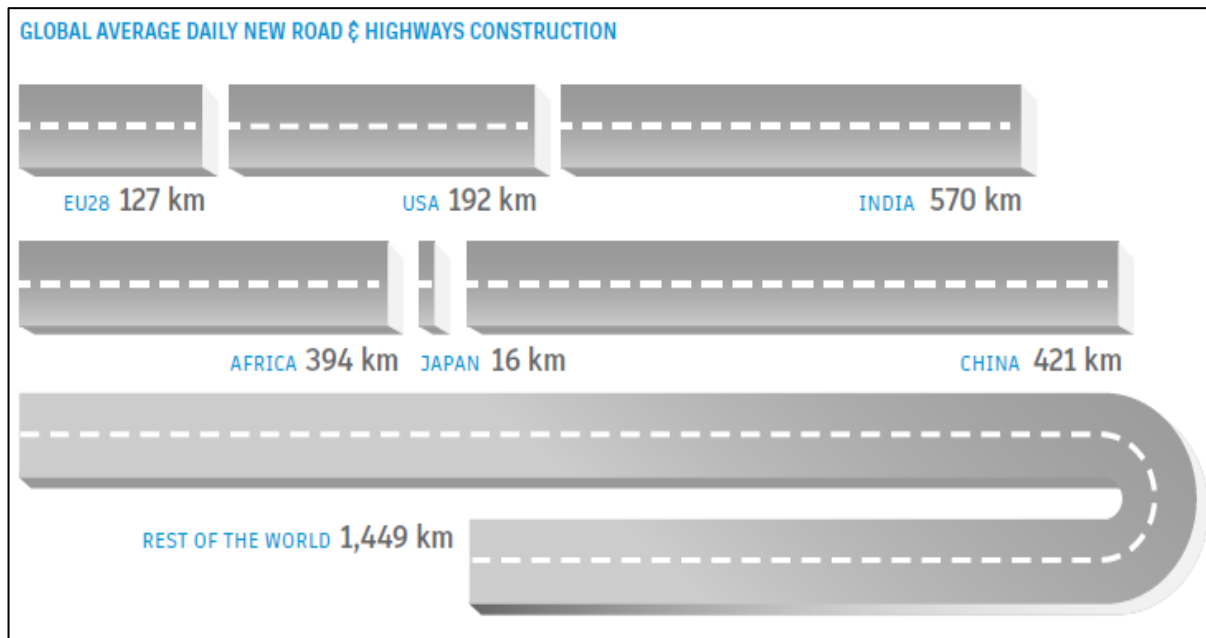 GLOBAL AVERAGE DAILY NEW ROAD & HIGHWAYS CONSTRUCTION
EU28 127 km
USA 192 km
INDIA 570 km
AFRICA 394 km
JAPAN 16 km
CHINA 421 km
REST OF THE WORLD 1,449 km